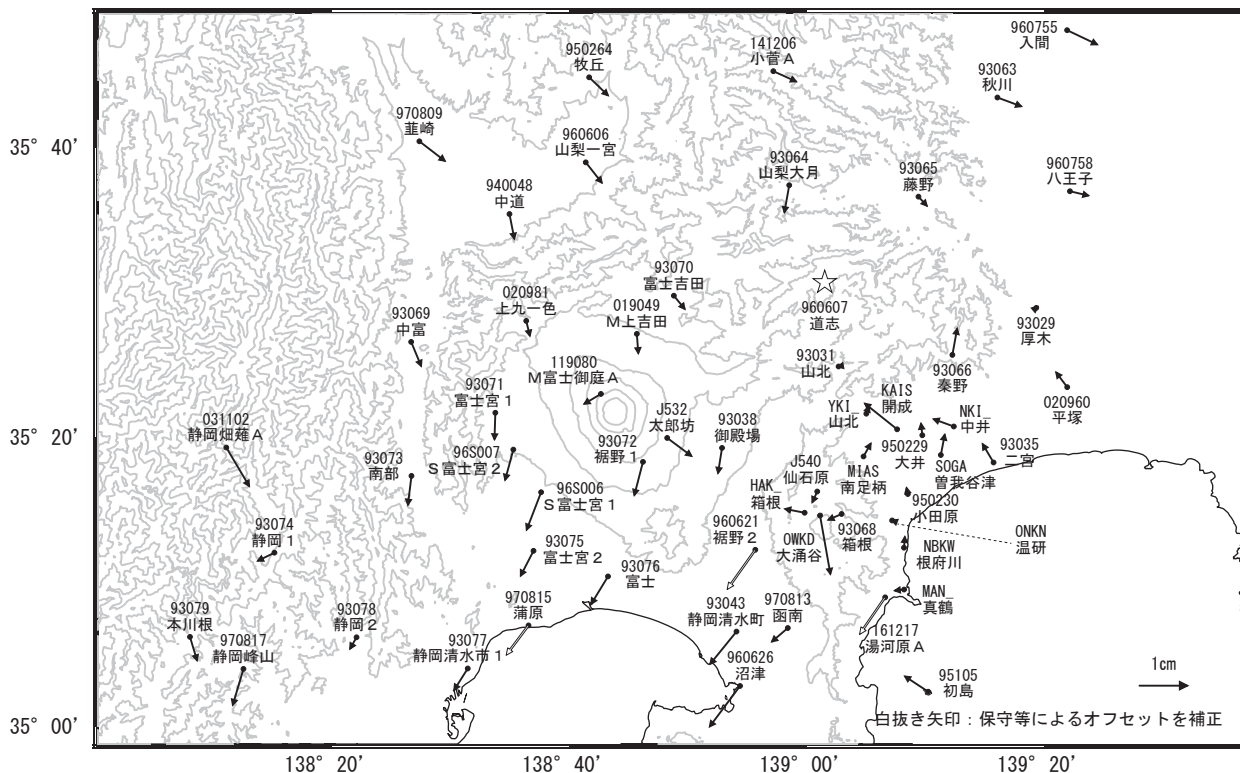 960755
入間
950264
牧丘
141206
小菅A
93063
秋川
970809
韮崎
35° 40'
960606
山梨一宮
93064
山梨大月
93065
藤野
960758
八王子
940048
中道
93070
富士吉田
020981
上九一色
019049
M上吉田
960607
道志
93069
中富
93029
厚木
93031
山北
93066
秦野
119080
M富士御庭A
93071
富士宮1
KAIS
開成
YKI_
山北
NKI_
中井
020960
平塚
031102
静岡畑薙A
J532
太郎坊
93038
御殿場
35° 20'
93072
裾野1
96S007
S富士宮2
93073
南部
950229
大井
93035
二宮
MIAS
南足柄
SOGA
曽我谷津
J540
仙石原
HAK_
箱根
96S006
S富士宮1
950230
小田原
93074
静岡1
960621
裾野2
OWKD
大涌谷
93068
箱根
ONKN
温研
93075
富士宮2
NBKW
根府川
93076
富士
MAN_
真鶴
93079
本川根
93078
静岡2
970815
蒲原
93043
静岡清水町
970813
函南
970817
静岡峰山
93077
静岡清水市1
161217
湯河原A
960626
沼津
95105
初島
1cm
35° 00'
白抜き矢印：保守等によるオフセットを補正
138° 20'
138° 40'
139° 00'
139° 20'